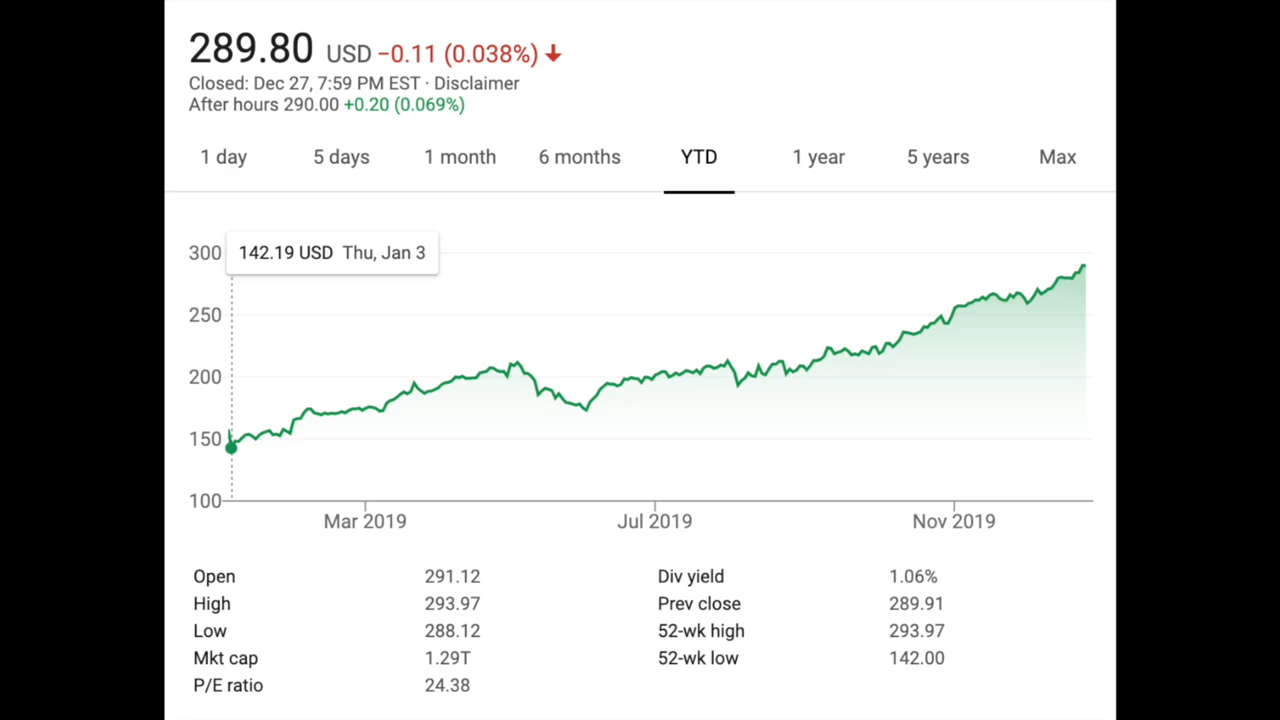 289.80 USD −0.11 (0.038%)
Closed: Dec 27, 7:59 PM EST · Disclaimer
After hours 290.00 +0.20 (0.069%)
1 day 5 days 1 month 6 months YTD 1 year 5 years Max
142.19 USD Thu, Jan 3
300
250
200
150
100
Mar 2019 Jul 2019 Nov 2019
Open 291.12 Div yield 1.06%
High 293.97 Prev close 289.91
Low 288.12 52-wk high 293.97
Mkt cap 1.29T 52-wk low 142.00
P/E ratio 24.38